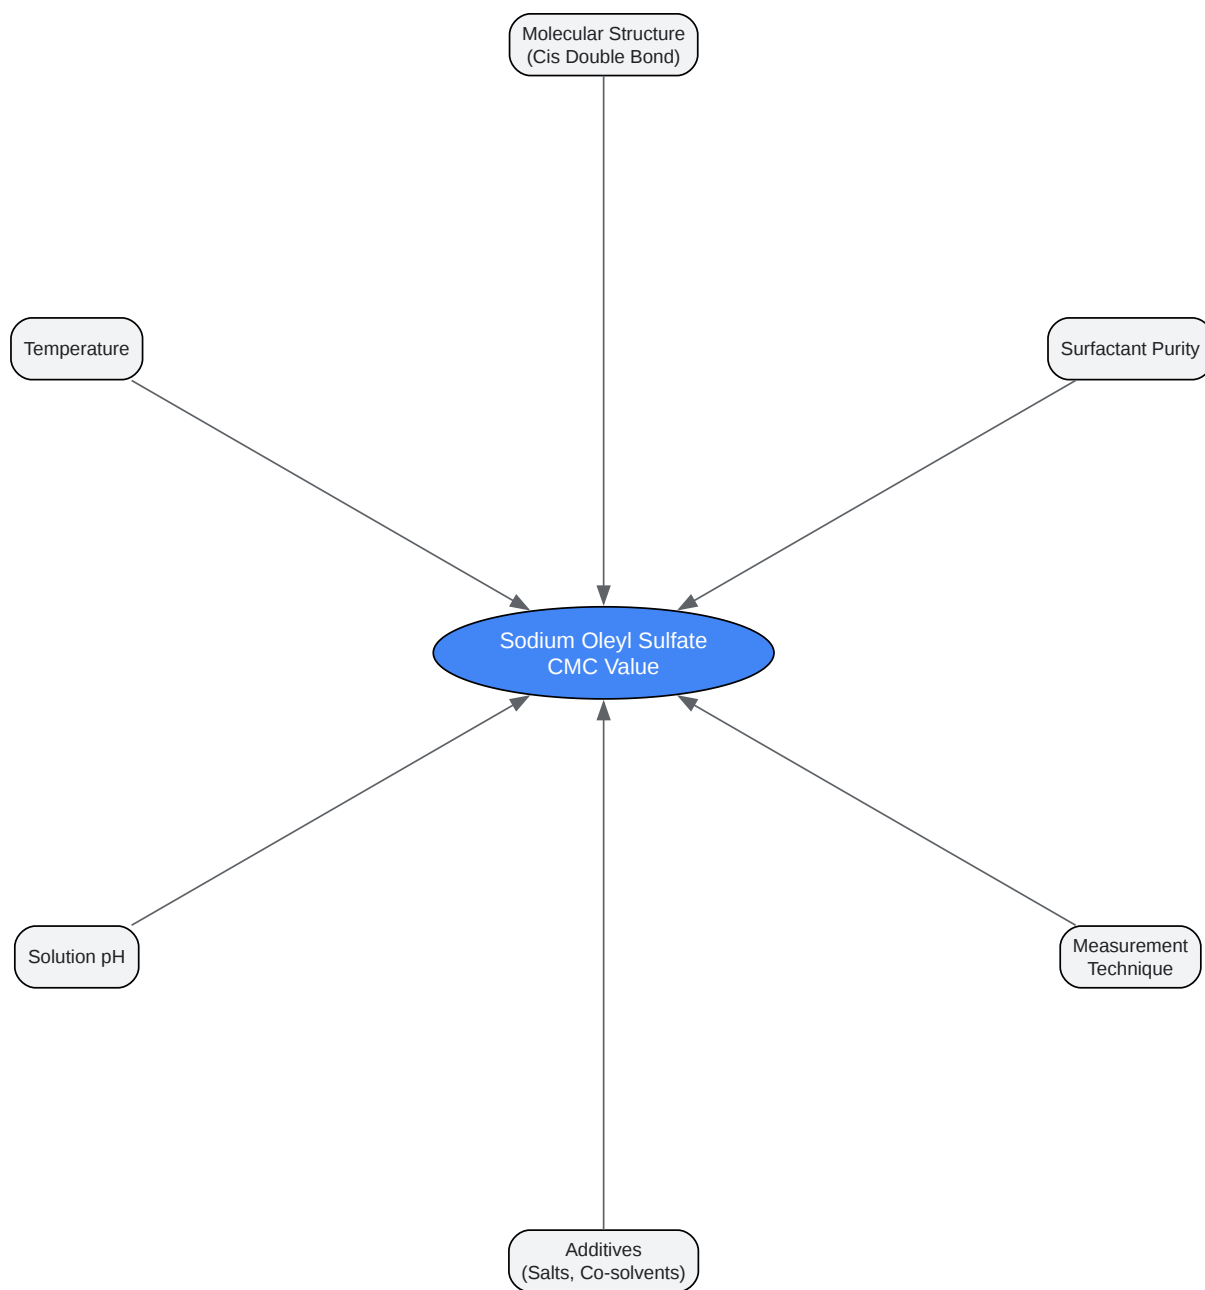 Molecular Structure
(Cis Double Bond)
Temperature
Surfactant Purity
Sodium Oleyl Sulfate
CMC Value
Solution pH
Measurement
Technique
Additives
(Salts, Co-solvents)